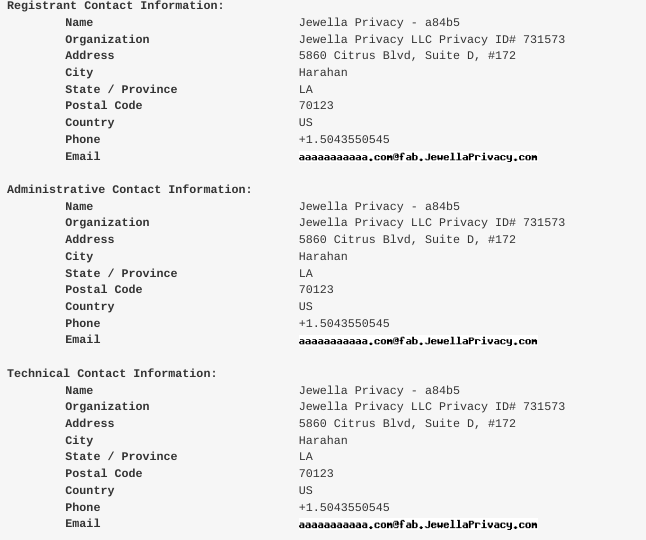 Registrant Contact Information:
Name Jewella Privacy - a84b5
Organization Jewella Privacy LLC Privacy ID# 731573
Address 5860 Citrus Blvd, Suite D, #172
City Harahan
State / Province LA
Postal Code 70123
Country US
Phone +1.5043550545
Email aaaaaaaaaaa.com@fab.JewellaPrivacy.com
Administrative Contact Information:
Name Jewella Privacy - a84b5
Organization Jewella Privacy LLC Privacy ID# 731573
Address 5860 Citrus Blvd, Suite D, #172
City Harahan
State / Province LA
Postal Code 70123
Country US
Phone +1.5043550545
Email aaaaaaaaaaa.com@fab.JewellaPrivacy.com
Technical Contact Information:
Name Jewella Privacy - a84b5
Organization Jewella Privacy LLC Privacy ID# 731573
Address 5860 Citrus Blvd, Suite D, #172
City Harahan
State / Province LA
Postal Code 70123
Country US
Phone +1.5043550545
Email aaaaaaaaaaa.com@fab.JewellaPrivacy.com